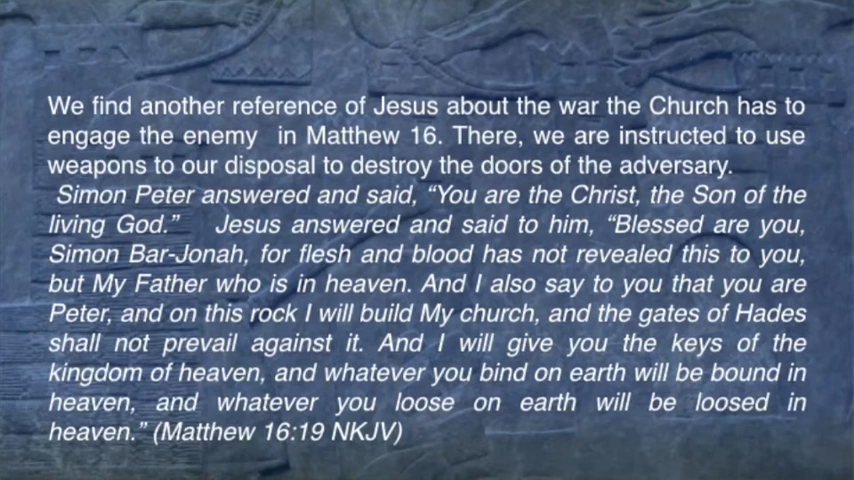 We find another reference of Jesus about the war the Church has to
engage the enemy  in Matthew 16. There, we are instructed to use
weapons to our disposal to destroy the doors of the adversary.
Simon Peter answered and said, “You are the Christ, the Son of the
living God.”   Jesus answered and said to him, “Blessed are you,
Simon Bar-Jonah, for flesh and blood has not revealed this to you,
but My Father who is in heaven. And I also say to you that you are
Peter, and on this rock I will build My church, and the gates of Hades
shall not prevail against it. And I will give you the keys of the
kingdom of heaven, and whatever you bind on earth will be bound in
heaven, and whatever you loose on earth will be loosed in
heaven.” (Matthew 16:19 NKJV)